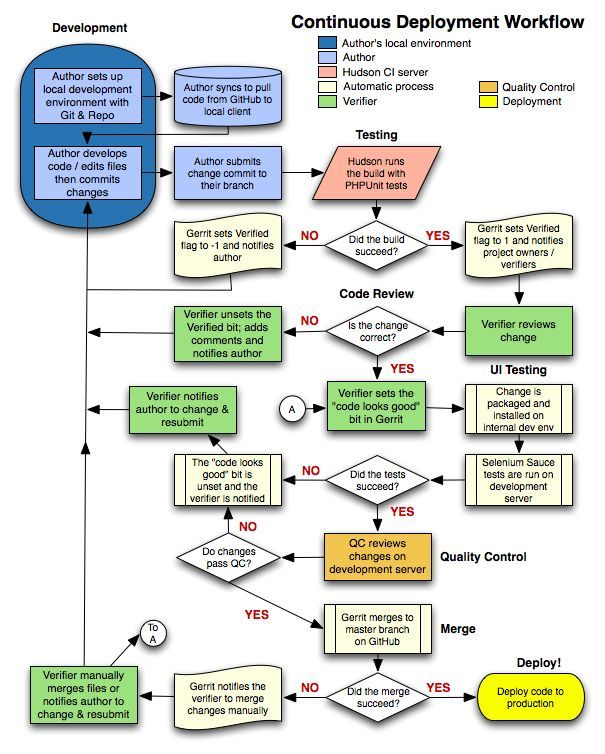 Continuous Deployment Workflow
Development
Author's local environment
Author
Hudson CI server
Automatic process
Verifier
Quality Control
Deployment
Author sets up
local development
environment with
Git & Repo
Author syncs to pull
code from GitHub to
local client
Testing
Author develops
code / edits files
then commits
changes
Author submits
change commit to
their branch
Hudson runs
the build with
PHPUnit tests
Gerrit sets Verified
flag to -1 and notifies
author
NO
Did the build
succeed?
YES
Gerrit sets Verified
flag to 1 and notifies
project owners /
verifiers
Code Review
Verifier unsets the
Verified bit; adds
comments and
notifies author
NO
Is the change
correct?
Verifier reviews
change
YES
UI Testing
Verifier notifies
author to change &
resubmit
A
Verifier sets the
"code looks good"
bit in Gerrit
Change is
packaged and
installed on
internal dev env
The "code looks
good" bit is
unset and the
verifier is notified
NO
Did the tests
succeed?
Selenium Sauce
tests are run on
development
server
YES
NO
Do changes
pass QC?
QC reviews
changes on
development server
Quality Control
YES
To
A
Gerrit merges to
master branch
on GitHub
Merge
Deploy!
Verifier manually
merges files or
notifies author to
change & resubmit
Gerrit notifies the
verifier to merge
changes manually
NO
Did the merge
succeed?
YES
Deploy code to
production